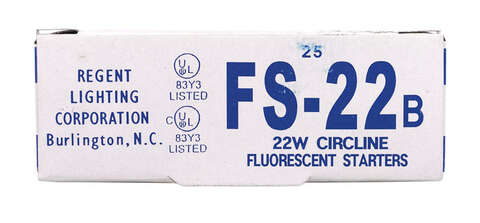 REGENT
LIGHTING
CORPORATION
Burlington, N.C.
UL
83Y3
LISTED
C UL
83Y3
LISTED
25
FS-22B
22W CIRCLINE
FLUORESCENT STARTERS